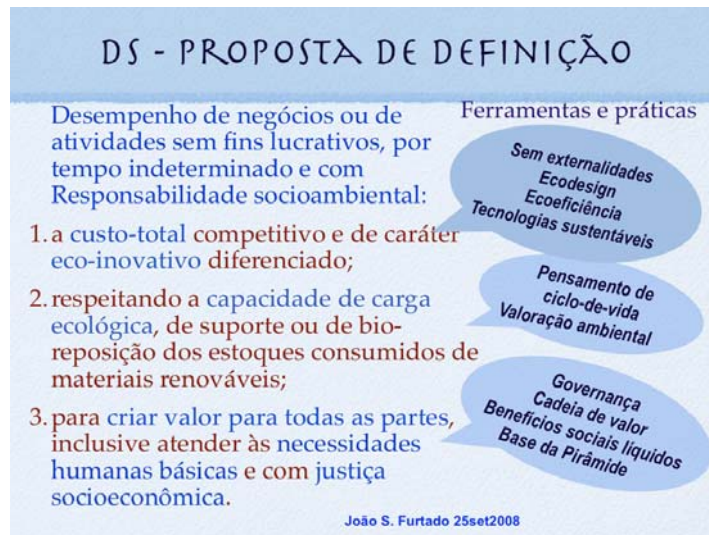 DS - PROPOSTA DE DEFINIÇÃO
Desempenho de negócios ou de
atividades sem fins lucrativos, por
tempo indeterminado e com
Responsabilidade socioambiental:
1. a custo-total competitivo e de caráter
eco-inovativo diferenciado;
2. respeitando a capacidade de carga
ecológica, de suporte ou de bio-
reposição dos estoques consumidos de
materiais renováveis;
3. para criar valor para todas as partes,
inclusive atender às necessidades
humanas básicas e com justiça
socioeconômica.
Ferramentas e práticas
Sem externalidades
Ecodesign
Ecoeficiência
Tecnologias sustentáveis
Pensamento de
ciclo-de-vida
Valoração ambiental
Governança
Cadeia de valor
Benefícios sociais líquidos
Base da Pirâmide
João S. Furtado 25set2008